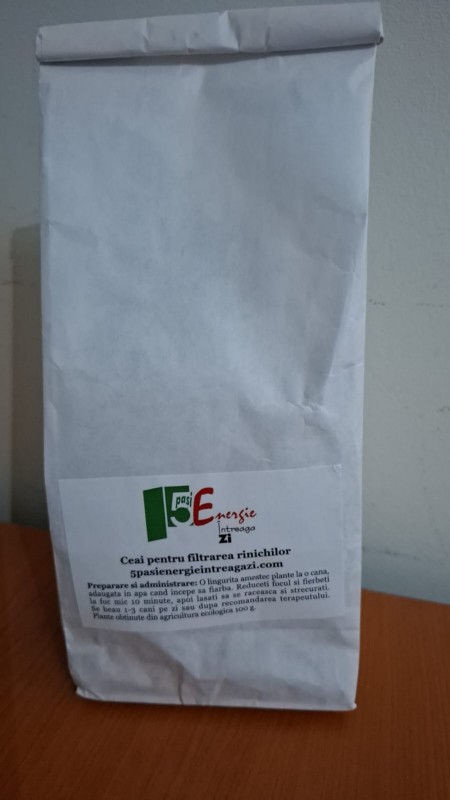 5 pasi Energie
Intreaga
Zi
Ceai pentru filtrarea rinichilor
5pasienergieintreagazi.com
Preparare si administrare: O lingurita amestec plante la o cana,
adaugata in apa cand incepe sa fiarba. Reduceti focul si fierbeti
la foc mic 10 minute, apoi lasati sa se raceasca si strecurati.
Se beau 1-3 cani pe zi sau dupa recomandarea terapeutului.
Plante obtinute din agricultura ecologica 100 g.